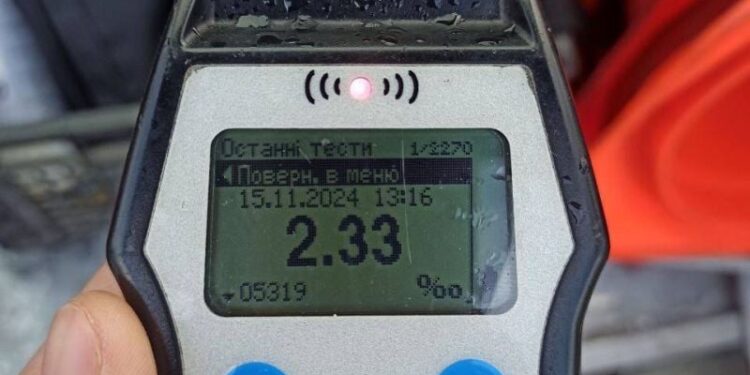 Останні тести 1/2270
Поверн. в меню
15.11.2024 13:16
2.33
05319 ‰